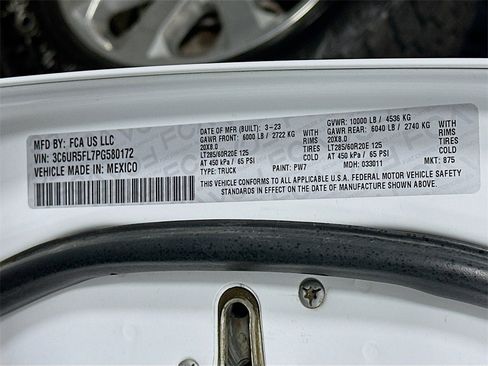 MFD BY: FCA US LLC
VIN: 3C6UR5FL7PG580172
VEHICLE MADE IN: MEXICO
DATE OF MFR (BUILT): 3-23
GAWR FRONT: 6000 LB / 2722 KG
20X8.0 RIMS
LT285/60R20E 125 TIRES
AT 450 kPa / 65 PSI COLD
GVWR: 10000 LB / 4536 KG
GAWR REAR: 6040 LB / 2740 KG
20X8.0 RIMS
LT285/60R20E 125 TIRES
AT 450 kPa / 65 PSI COLD
TYPE: TRUCK PAINT: PW7 MDH: 033011 MKT: 875
THIS VEHICLE CONFORMS TO ALL APPLICABLE U.S.A. FEDERAL MOTOR VEHICLE SAFETY
STANDARDS IN EFFECT ON THE DATE OF MANUFACTURE SHOWN ABOVE.